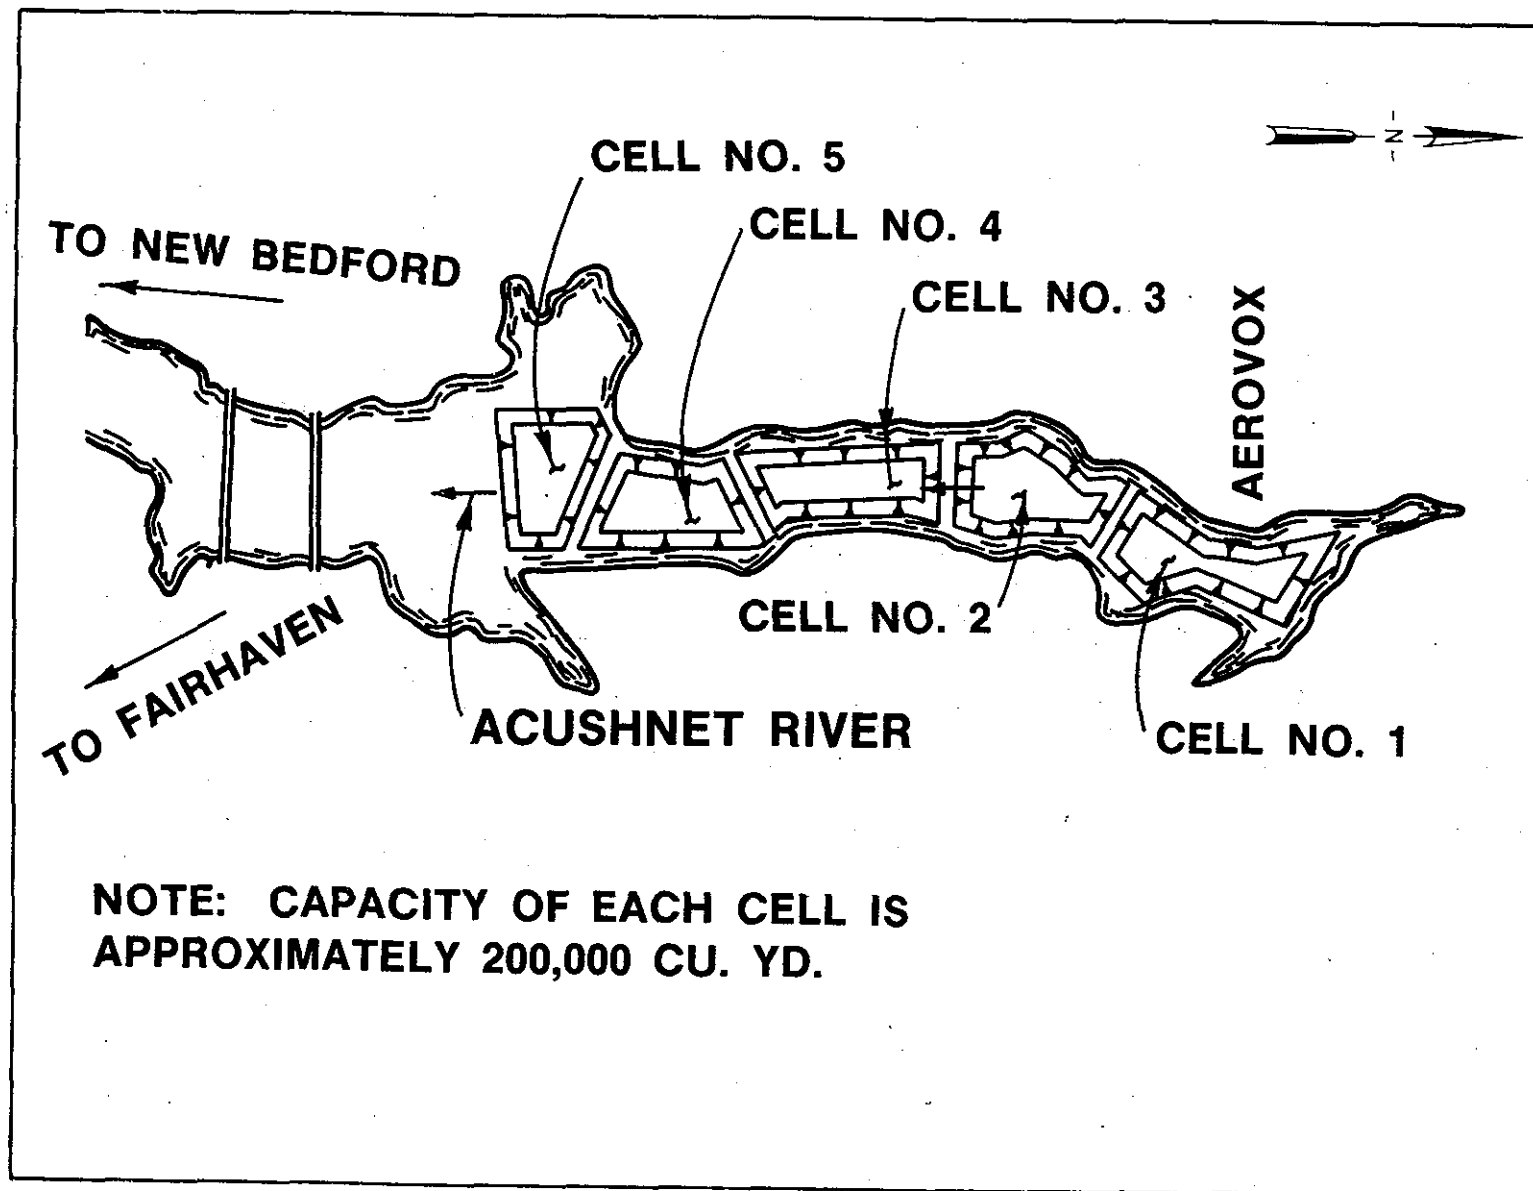 -N-
CELL NO. 5
CELL NO. 4
TO NEW BEDFORD
CELL NO. 3
AEROVOX
CELL NO. 2
TO FAIRHAVEN
ACUSHNET RIVER
CELL NO. 1
NOTE: CAPACITY OF EACH CELL IS
APPROXIMATELY 200,000 CU. YD.